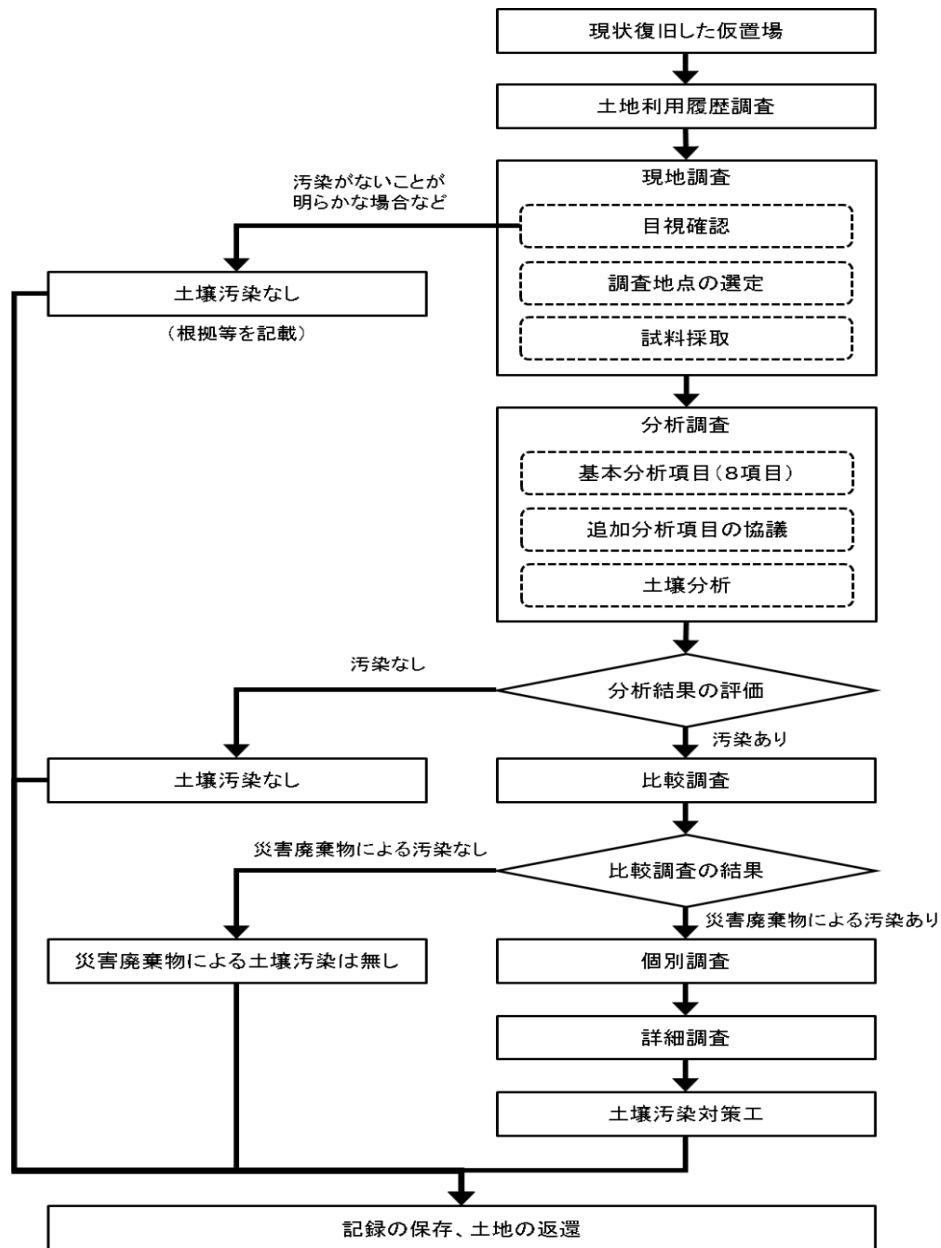 現状復旧した仮置場
土地利用履歴調査
現地調査
汚染がないことが
明らかな場合など
目視確認
土壌汚染なし
(根拠等を記載)
調査地点の選定
試料採取
分析調査
基本分析項目(8項目)
追加分析項目の協議
土壌分析
汚染なし
分析結果の評価
汚染あり
土壌汚染なし
比較調査
災害廃棄物による汚染なし
比較調査の結果
災害廃棄物による汚染あり
災害廃棄物による土壌汚染は無し
個別調査
詳細調査
土壌汚染対策工
記録の保存、土地の返還